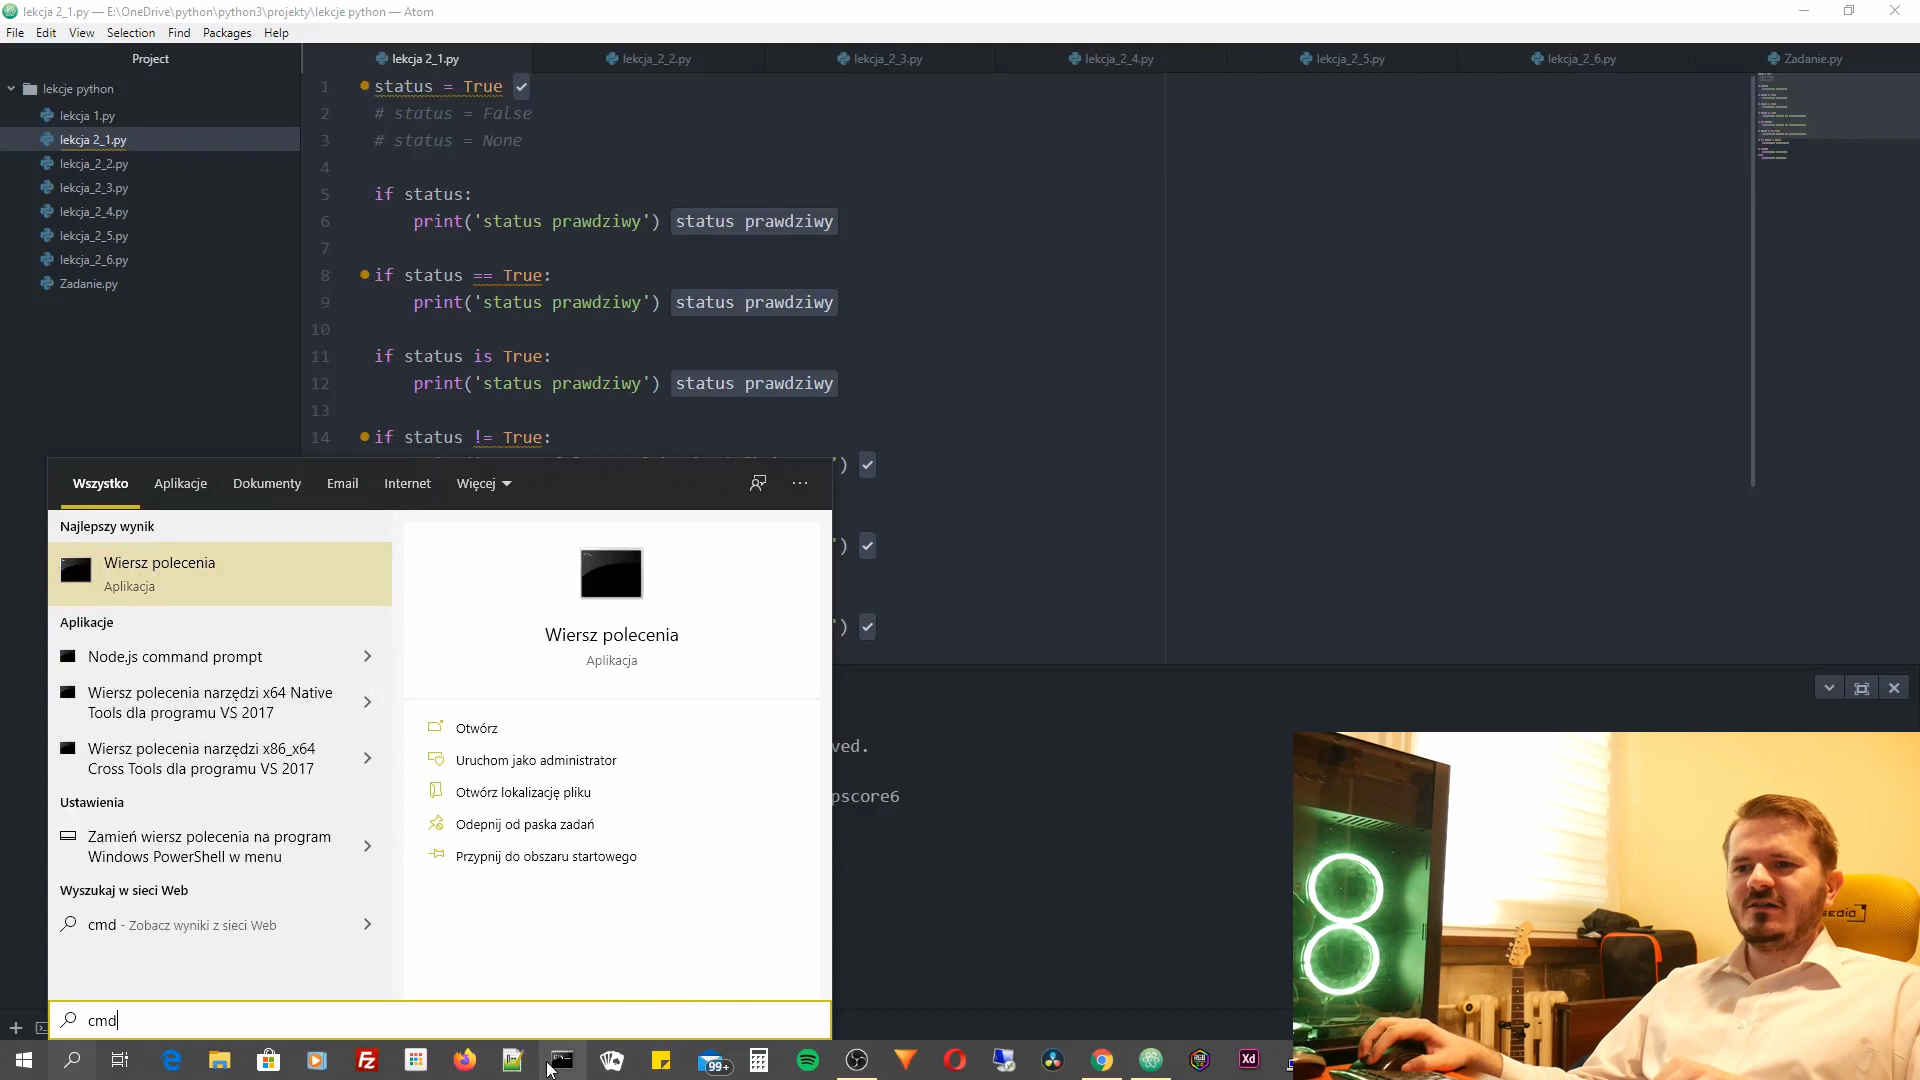 lekcja 2_1.py — E:\OneDrive\python\python3\projekty\lekcje python — Atom
File Edit View Selection Find Packages Help
Project
lekcja 2_1.py lekcja_2_2.py lekcja_2_3.py lekcja_2_4.py lekcja_2_5.py lekcja_2_6.py Zadanie.py
lekcje python
lekcja 1.py
lekcja 2_1.py
lekcja_2_2.py
lekcja_2_3.py
lekcja_2_4.py
lekcja_2_5.py
lekcja_2_6.py
Zadanie.py
1 status = True
2 # status = False
3 # status = None
4
5 if status:
6 print('status prawdziwy') status prawdziwy
7
8 if status == True:
9 print('status prawdziwy') status prawdziwy
10
11 if status is True:
12 print('status prawdziwy') status prawdziwy
13
14 if status != True:
')
')
')
ved.
pscore6
Wszystko Aplikacje Dokumenty Email Internet Więcej
Najlepszy wynik
Wiersz polecenia
Aplikacja
Aplikacje
Node.js command prompt
Wiersz polecenia narzędzi x64 Native
Tools dla programu VS 2017
Wiersz polecenia narzędzi x86_x64
Cross Tools dla programu VS 2017
Ustawienia
Zamień wiersz polecenia na program
Windows PowerShell w menu
Wyszukaj w sieci Web
cmd - Zobacz wyniki z sieci Web
Wiersz polecenia
Aplikacja
Otwórz
Uruchom jako administrator
Otwórz lokalizację pliku
Odepnij od paska zadań
Przypnij do obszaru startowego
cmd
99+
Xd